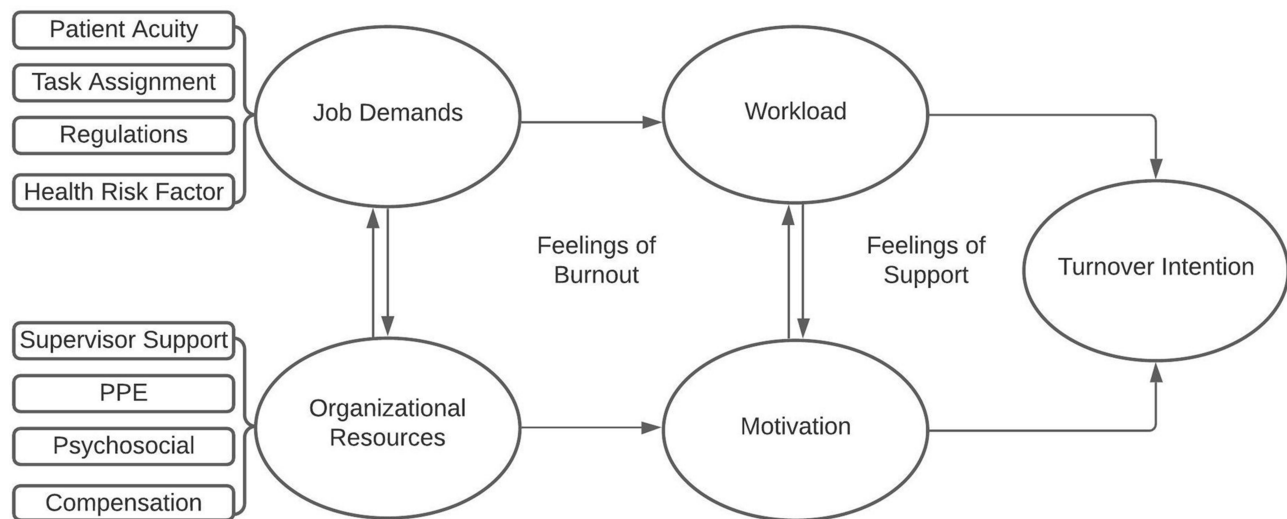 Patient Acuity
Task Assignment
Regulations
Health Risk Factor
Job Demands
Workload
Feelings of
Burnout
Feelings of
Support
Turnover Intention
Supervisor Support
PPE
Psychosocial
Compensation
Organizational
Resources
Motivation